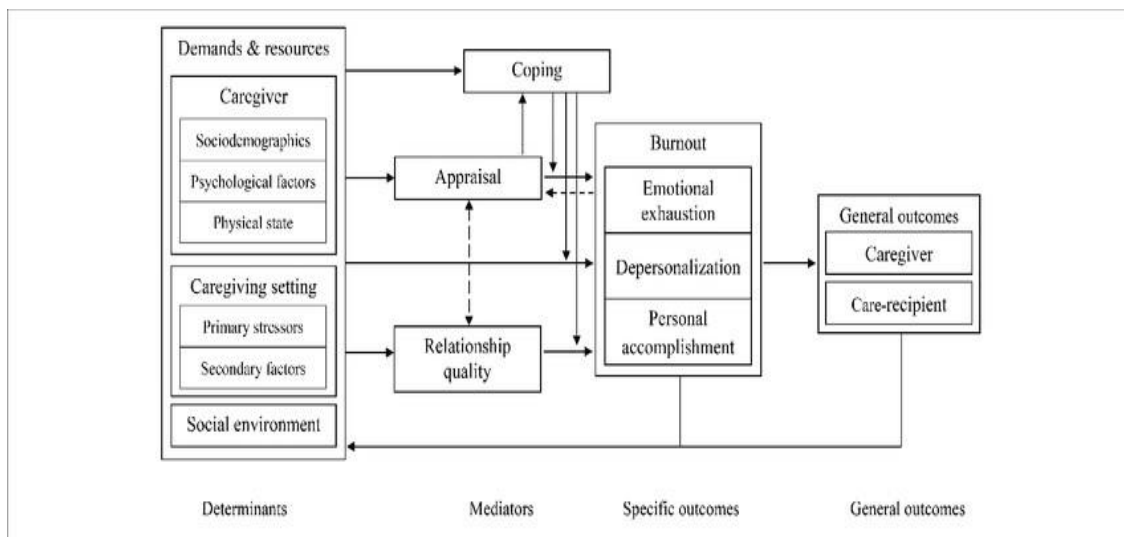 Demands & resources
Caregiver
Sociodemographics
Psychological factors
Physical state
Caregiving setting
Primary stressors
Secondary factors
Social environment
Coping
Appraisal
Relationship
quality
Burnout
Emotional
exhaustion
Depersonalization
Personal
accomplishment
General outcomes
Caregiver
Care-recipient
Determinants
Mediators
Specific outcomes
General outcomes